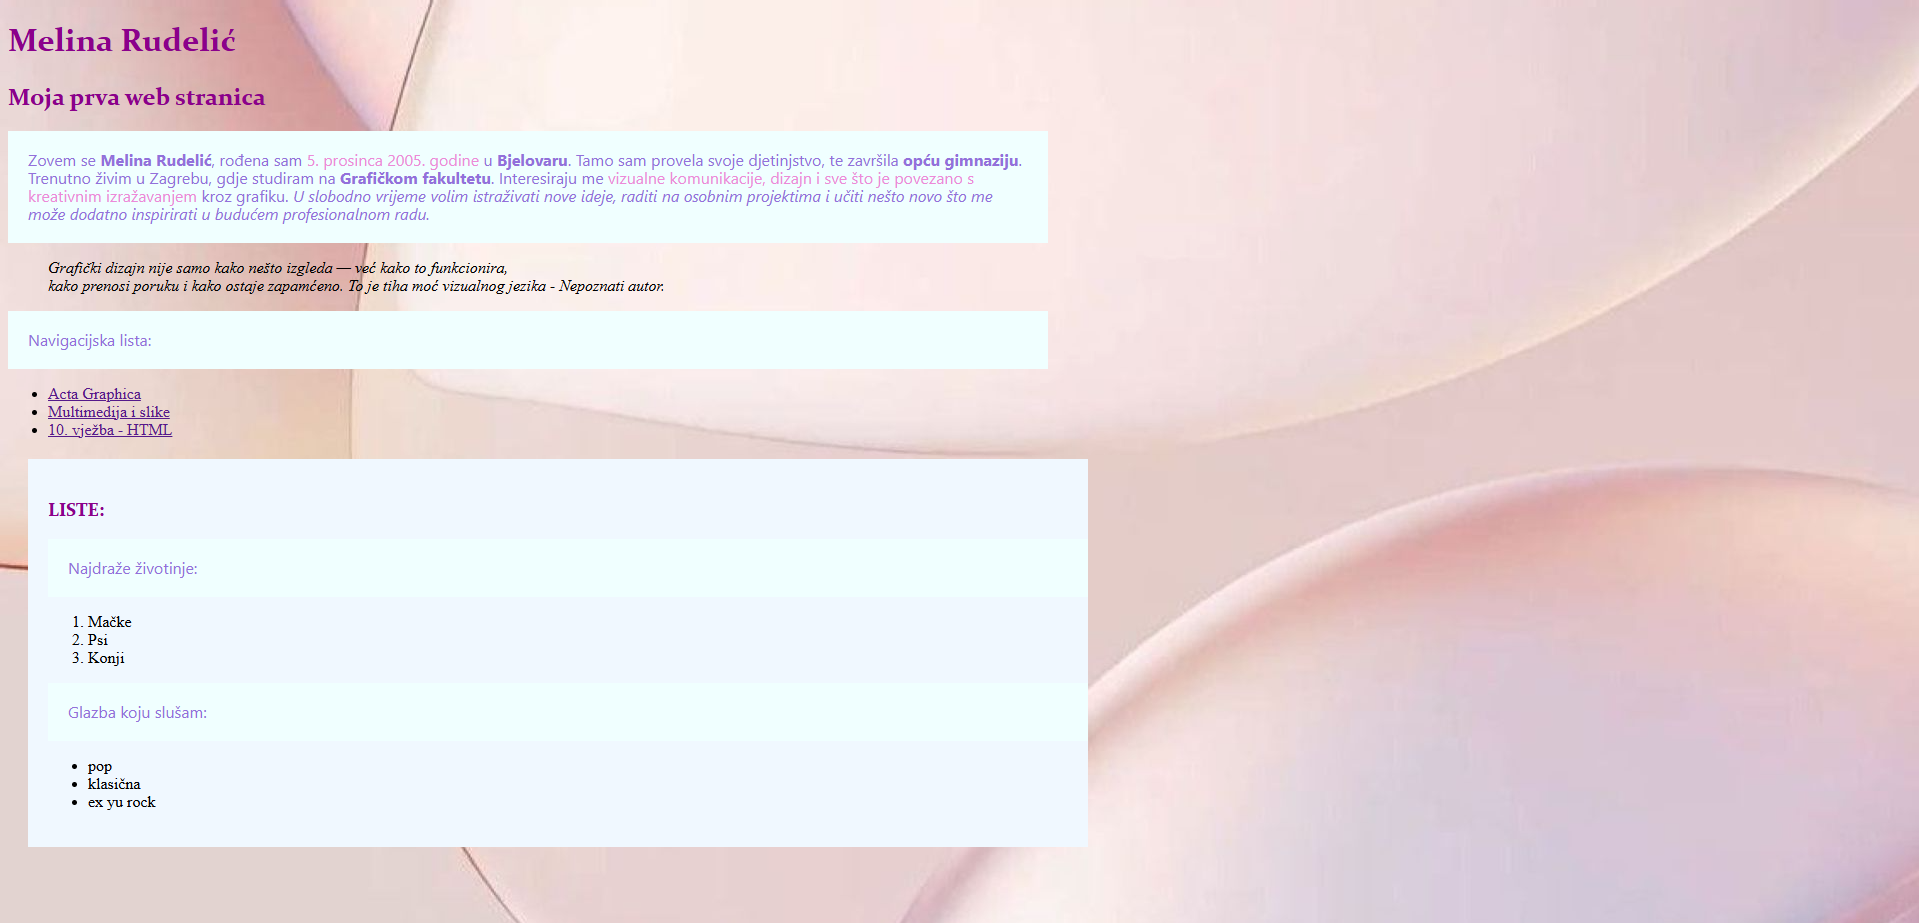 Melina Rudelić
Moja prva web stranica
Zovem se Melina Rudelić, rođena sam 5. prosinca 2005. godine u Bjelovaru. Tamo sam provela svoje djetinjstvo, te završila opću gimnaziju.
Trenutno živim u Zagrebu, gdje studiram na Grafičkom fakultetu. Interesiraju me vizualne komunikacije, dizajn i sve što je povezano s
kreativnim izražavanjem kroz grafiku. U slobodno vrijeme volim istraživati nove ideje, raditi na osobnim projektima i učiti nešto novo što me
može dodatno inspirirati u budućem profesionalnom radu.
Grafički dizajn nije samo kako nešto izgleda — već kako to funkcionira,
kako prenosi poruku i kako ostaje zapamćeno. To je tiha moć vizualnog jezika - Nepoznati autor.
Navigacijska lista:
• Acta Graphica
• Multimedija i slike
• 10. vježba - HTML
LISTE:
Najdraže životinje:
1. Mačke
2. Psi
3. Konji
Glazba koju slušam:
• pop
• klasična
• ex yu rock